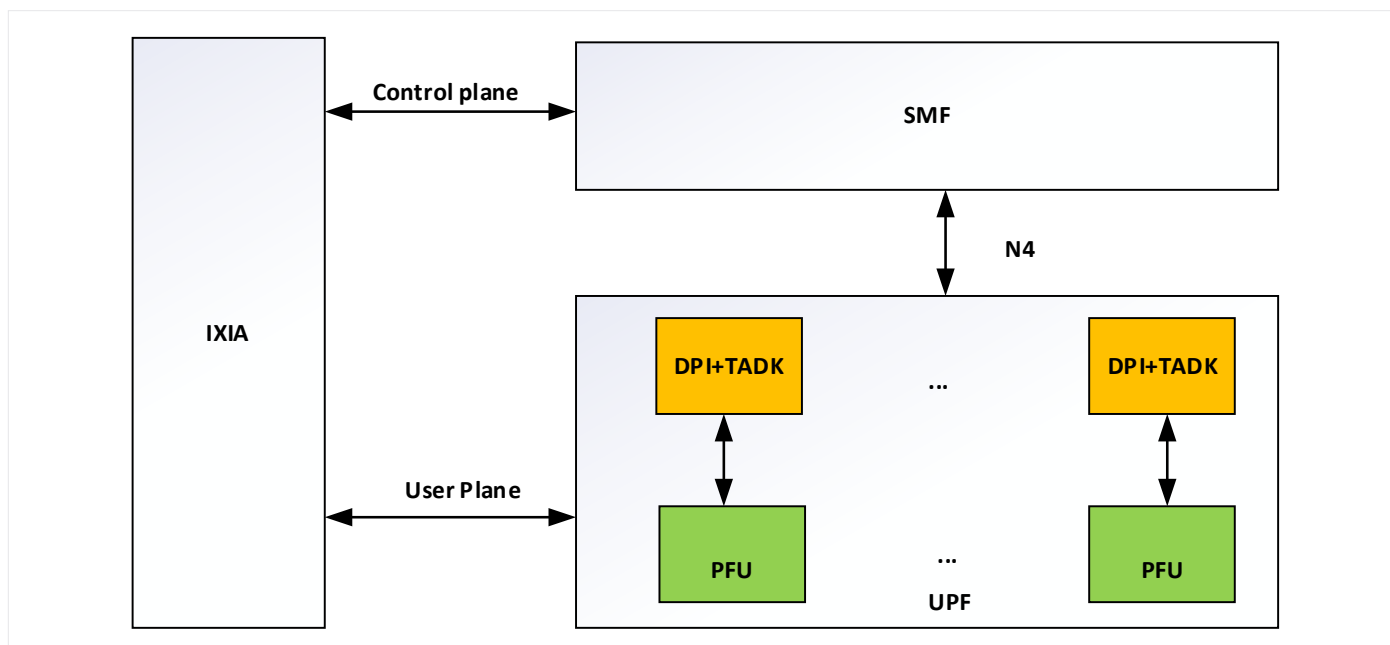 Control plane
SMF
N4
IXIA
DPI+TADK
...
DPI+TADK
User Plane
PFU
...
PFU
UPF